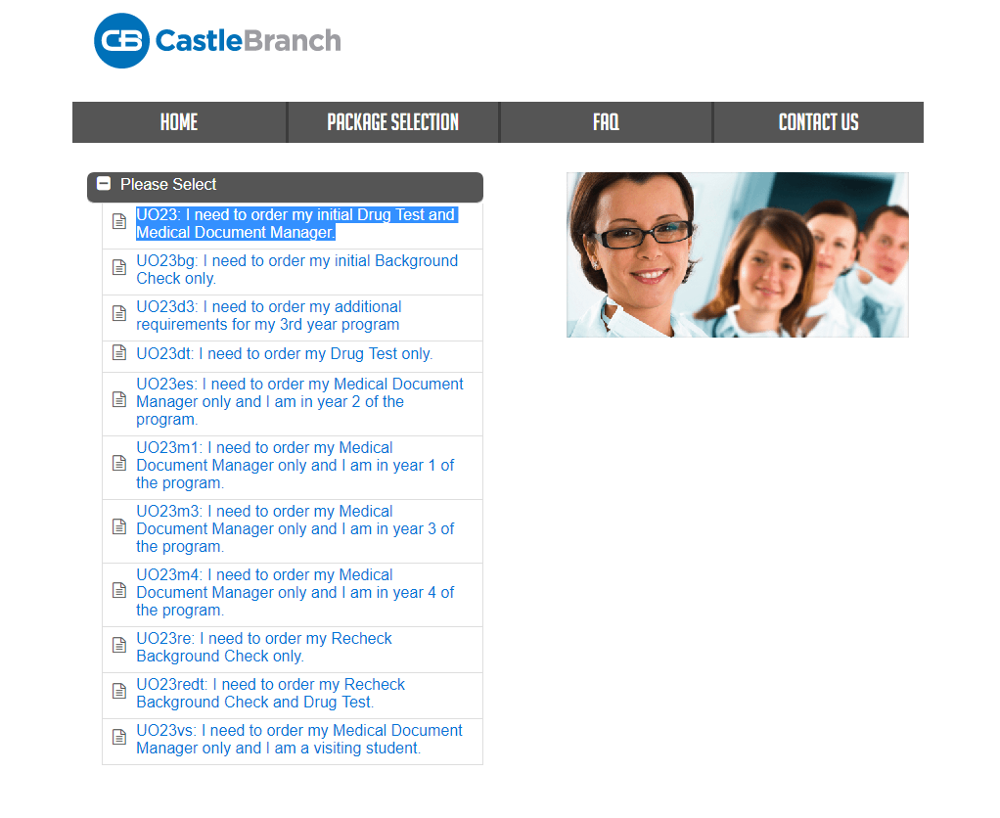 CB CastleBranch
HOME PACKAGE SELECTION FAQ CONTACT US
Please Select
UO23: I need to order my initial Drug Test and
Medical Document Manager.
UO23bg: I need to order my initial Background
Check only.
UO23d3: I need to order my additional
requirements for my 3rd year program
UO23dt: I need to order my Drug Test only.
UO23es: I need to order my Medical Document
Manager only and I am in year 2 of the
program.
UO23m1: I need to order my Medical
Document Manager only and I am in year 1 of
the program.
UO23m3: I need to order my Medical
Document Manager only and I am in year 3 of
the program.
UO23m4: I need to order my Medical
Document Manager only and I am in year 4 of
the program.
UO23re: I need to order my Recheck
Background Check only.
UO23redt: I need to order my Recheck
Background Check and Drug Test.
UO23vs: I need to order my Medical Document
Manager only and I am a visiting student.